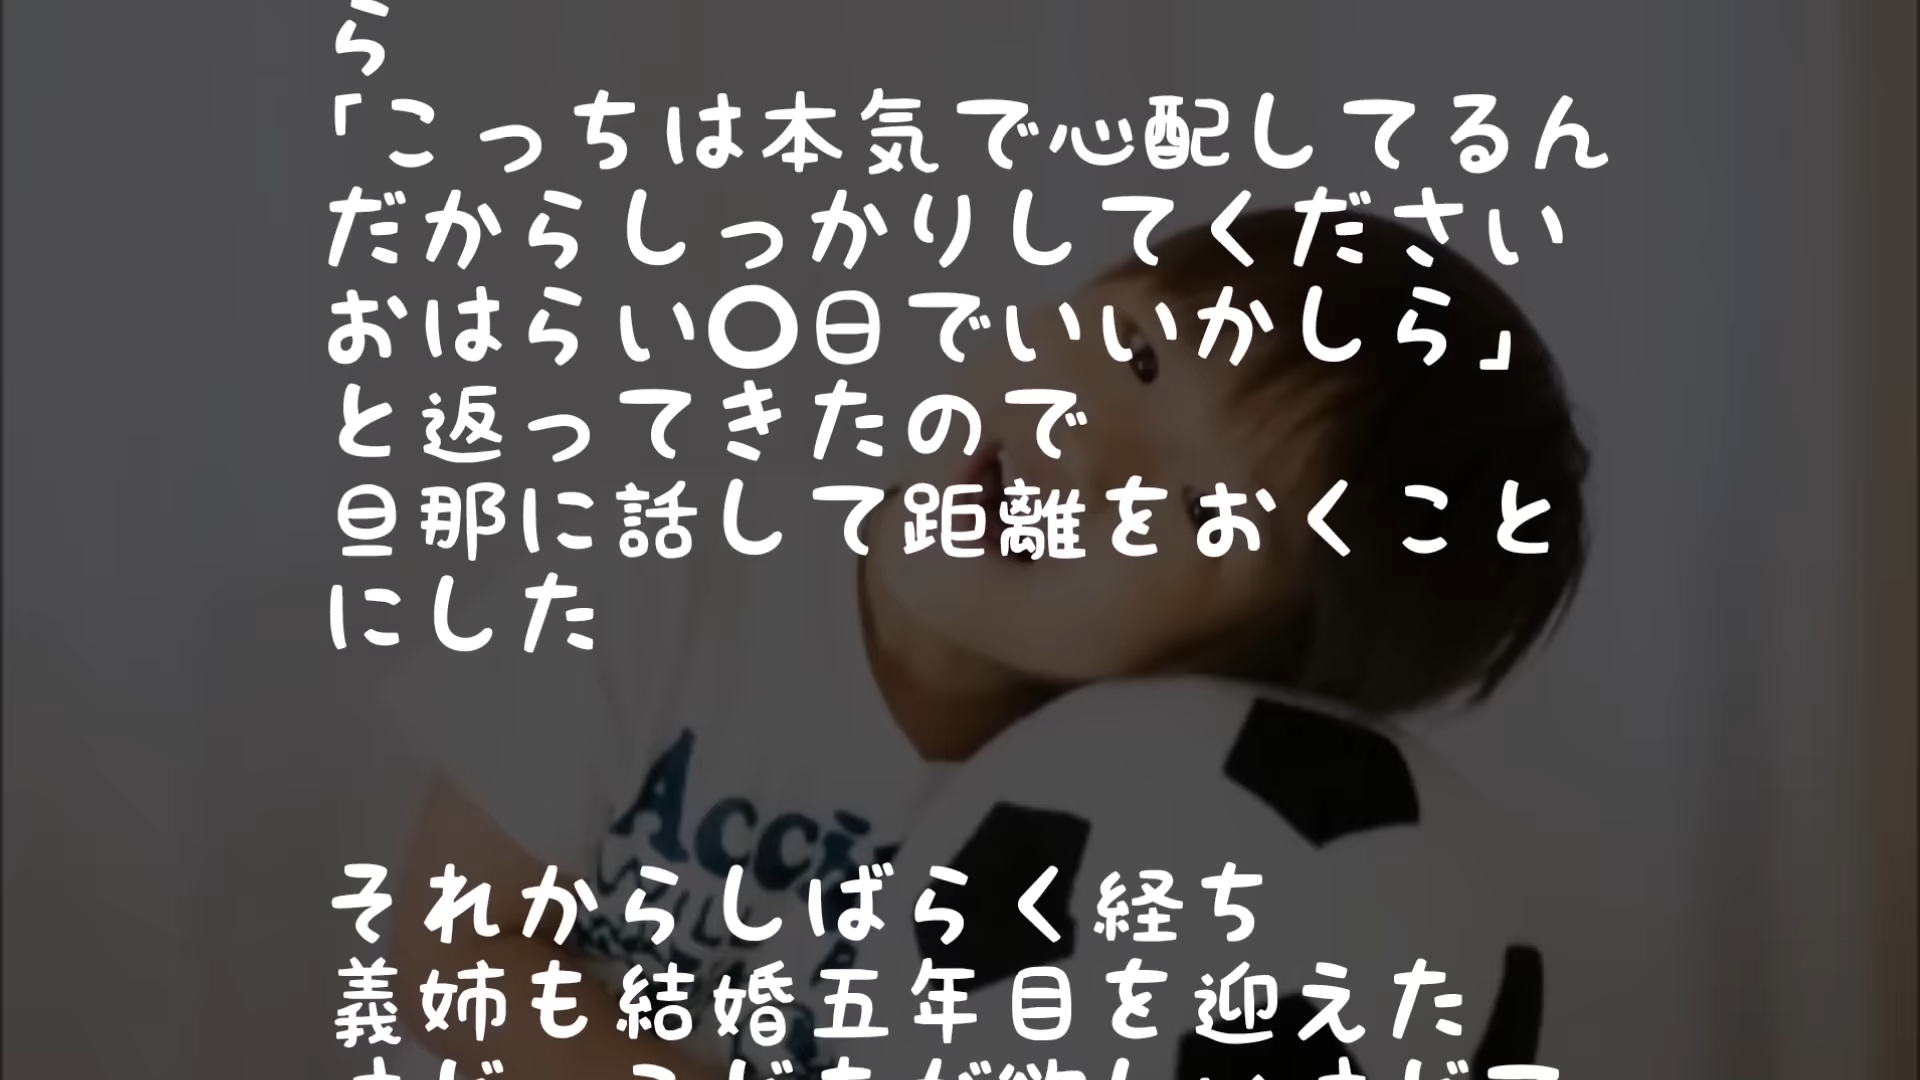 ら
「こっちは本気で心配してるん
だからしっかりしてください
おはらい〇日でいいかしら」
と返ってきたので
旦那に話して距離をおくこと
にした
それからしばらく経ち
義姉も結婚五年目を迎えた